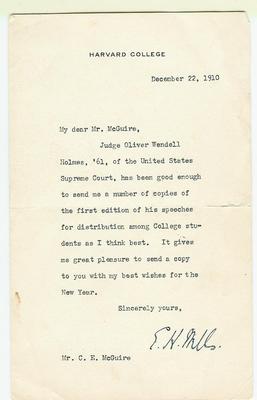 HARVARD COLLEGE
December 22, 1910
My dear Mr. McGuire,
Judge Oliver Wendell
Holmes, '61, of the United States
Supreme Court, has been good enough
to send me a number of copies of
the first edition of his speeches
for distribution among College stu-
dents as I think best. It gives
me great pleasure to send a copy
to you with my best wishes for the
New Year.
Sincerely yours,
E. H. Wells.
Mr. C. E. McGuire